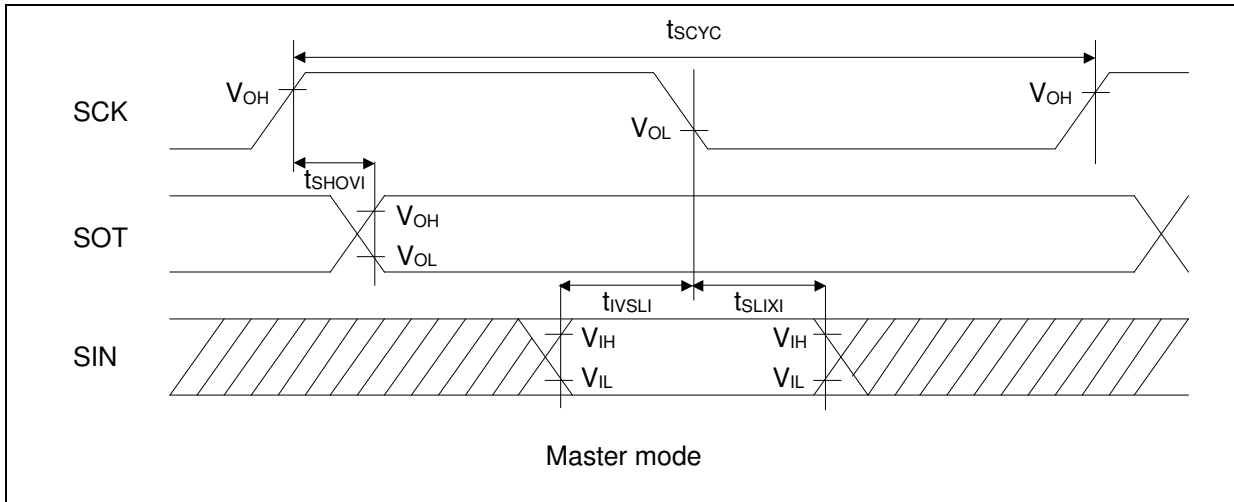 tSCYC
SCK
VOH
VOL
VOH
tSHOVI
SOT
VOH
VOL
tIVSLI
tSLIXI
SIN
VIH
VIH
VIL
VIL
Master mode